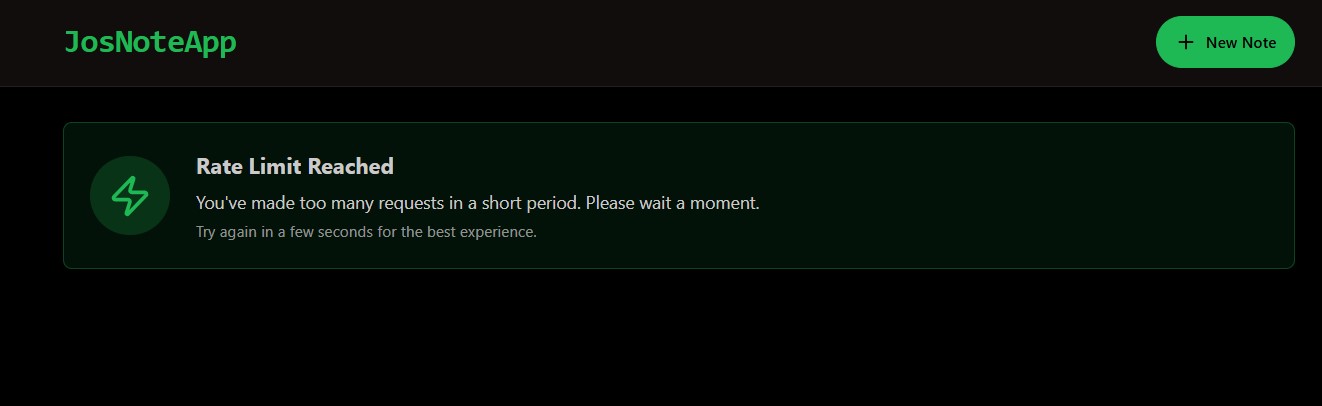 JosNoteApp
New Note
Rate Limit Reached
You've made too many requests in a short period. Please wait a moment.
Try again in a few seconds for the best experience.